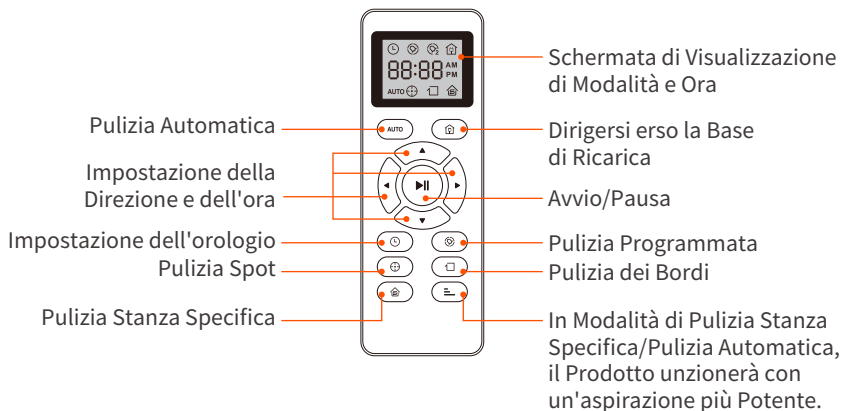 88:88 AM
PM
AUTO
Schermata di Visualizzazione
di Modalità e Ora
Pulizia Automatica
AUTO
Dirigersi erso la Base
di Ricarica
Impostazione della
Direzione e dell'ora
Avvio/Pausa
Impostazione dell'orologio
Pulizia Programmata
Pulizia Spot
Pulizia dei Bordi
Pulizia Stanza Specifica
In Modalità di Pulizia Stanza
Specifica/Pulizia Automatica,
il Prodotto unzionerà con
un'aspirazione più Potente.